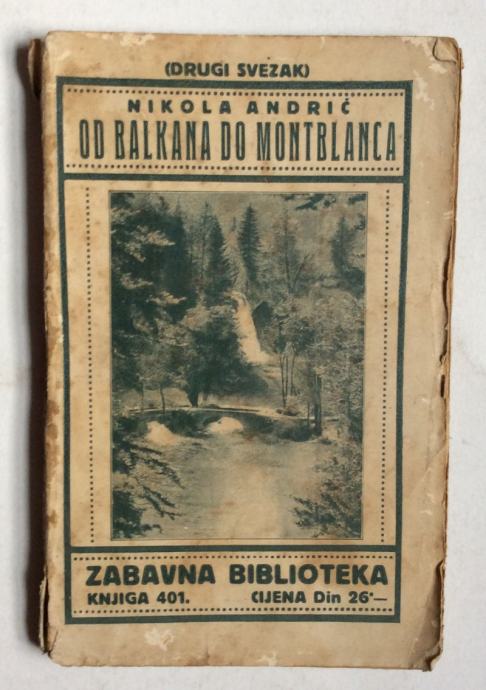 (DRUGI SVEZAK)
NIKOLA ANDRIĆ
OD BALKANA DO MONTBLANCA
ZABAVNA BIBLIOTEKA
KNJIGA 401. CIJENA Din 26·—